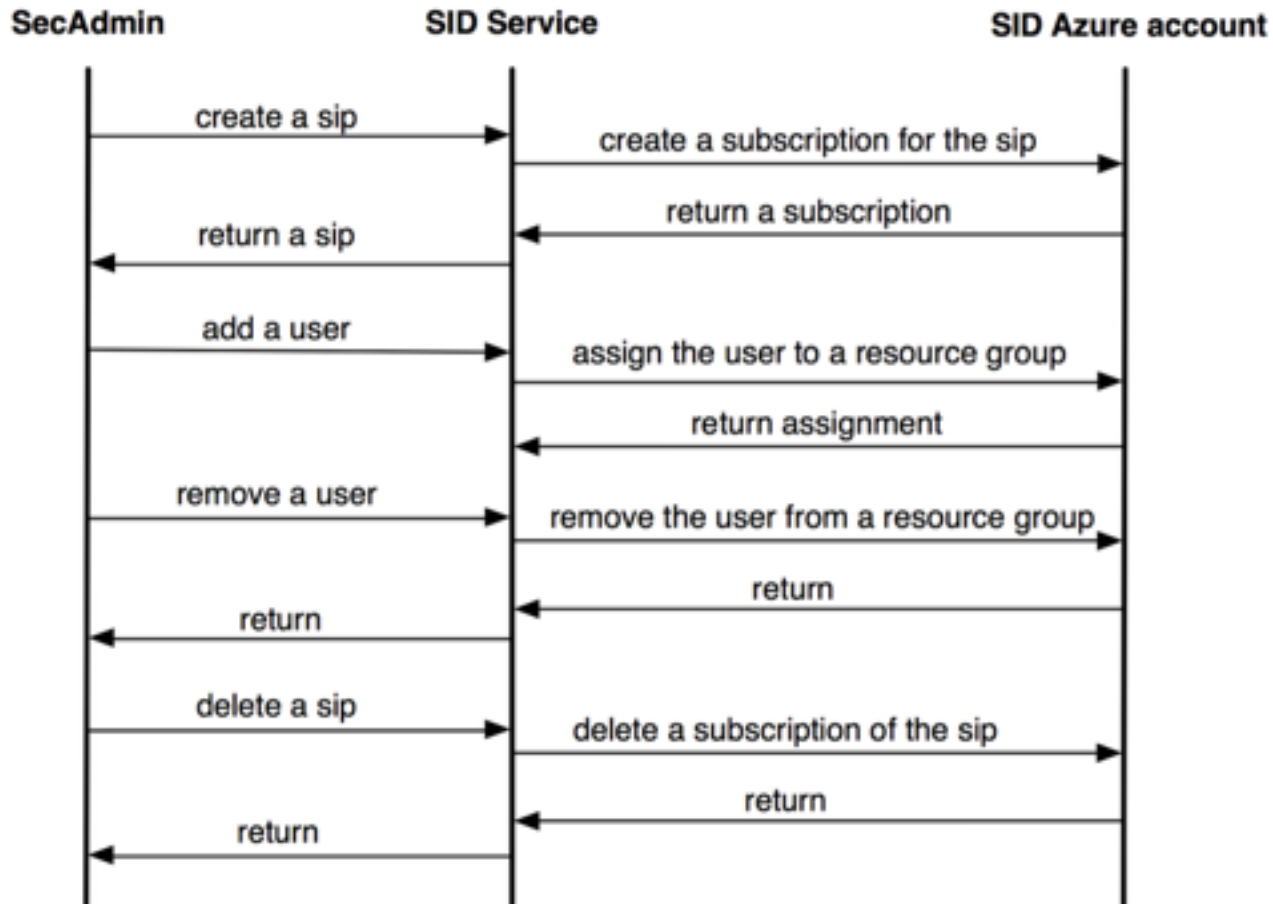 SecAdmin
SID Service
SID Azure account
create a sip
create a subscription for the sip
return a subscription
return a sip
add a user
assign the user to a resource group
return assignment
remove a user
remove the user from a resource group
return
return
delete a sip
delete a subscription of the sip
return
return